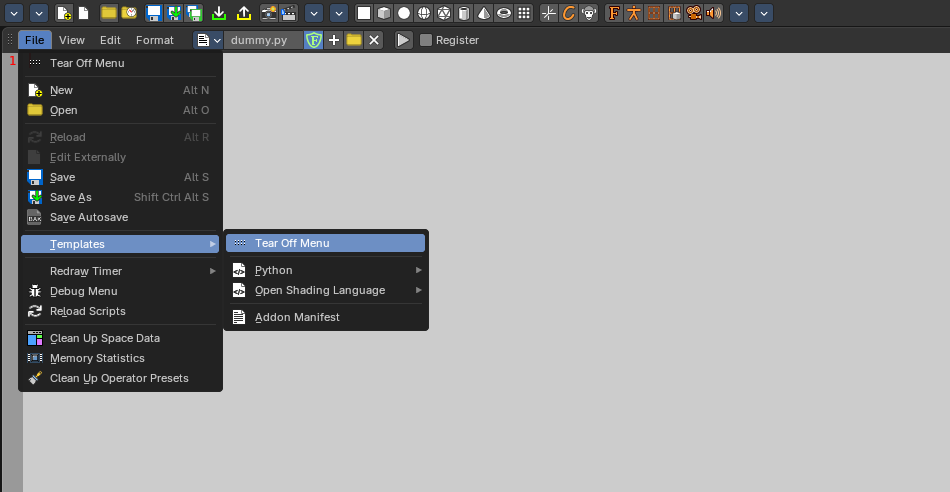 File View Edit Format dummy.py Register
1
Tear Off Menu
New Alt N
Open Alt O
Reload Alt R
Edit Externally
Save Alt S
Save As Shift Ctrl Alt S
Save Autosave
Templates
Tear Off Menu
Python
Open Shading Language
Addon Manifest
Redraw Timer
Debug Menu
Reload Scripts
Clean Up Space Data
Memory Statistics
Clean Up Operator Presets